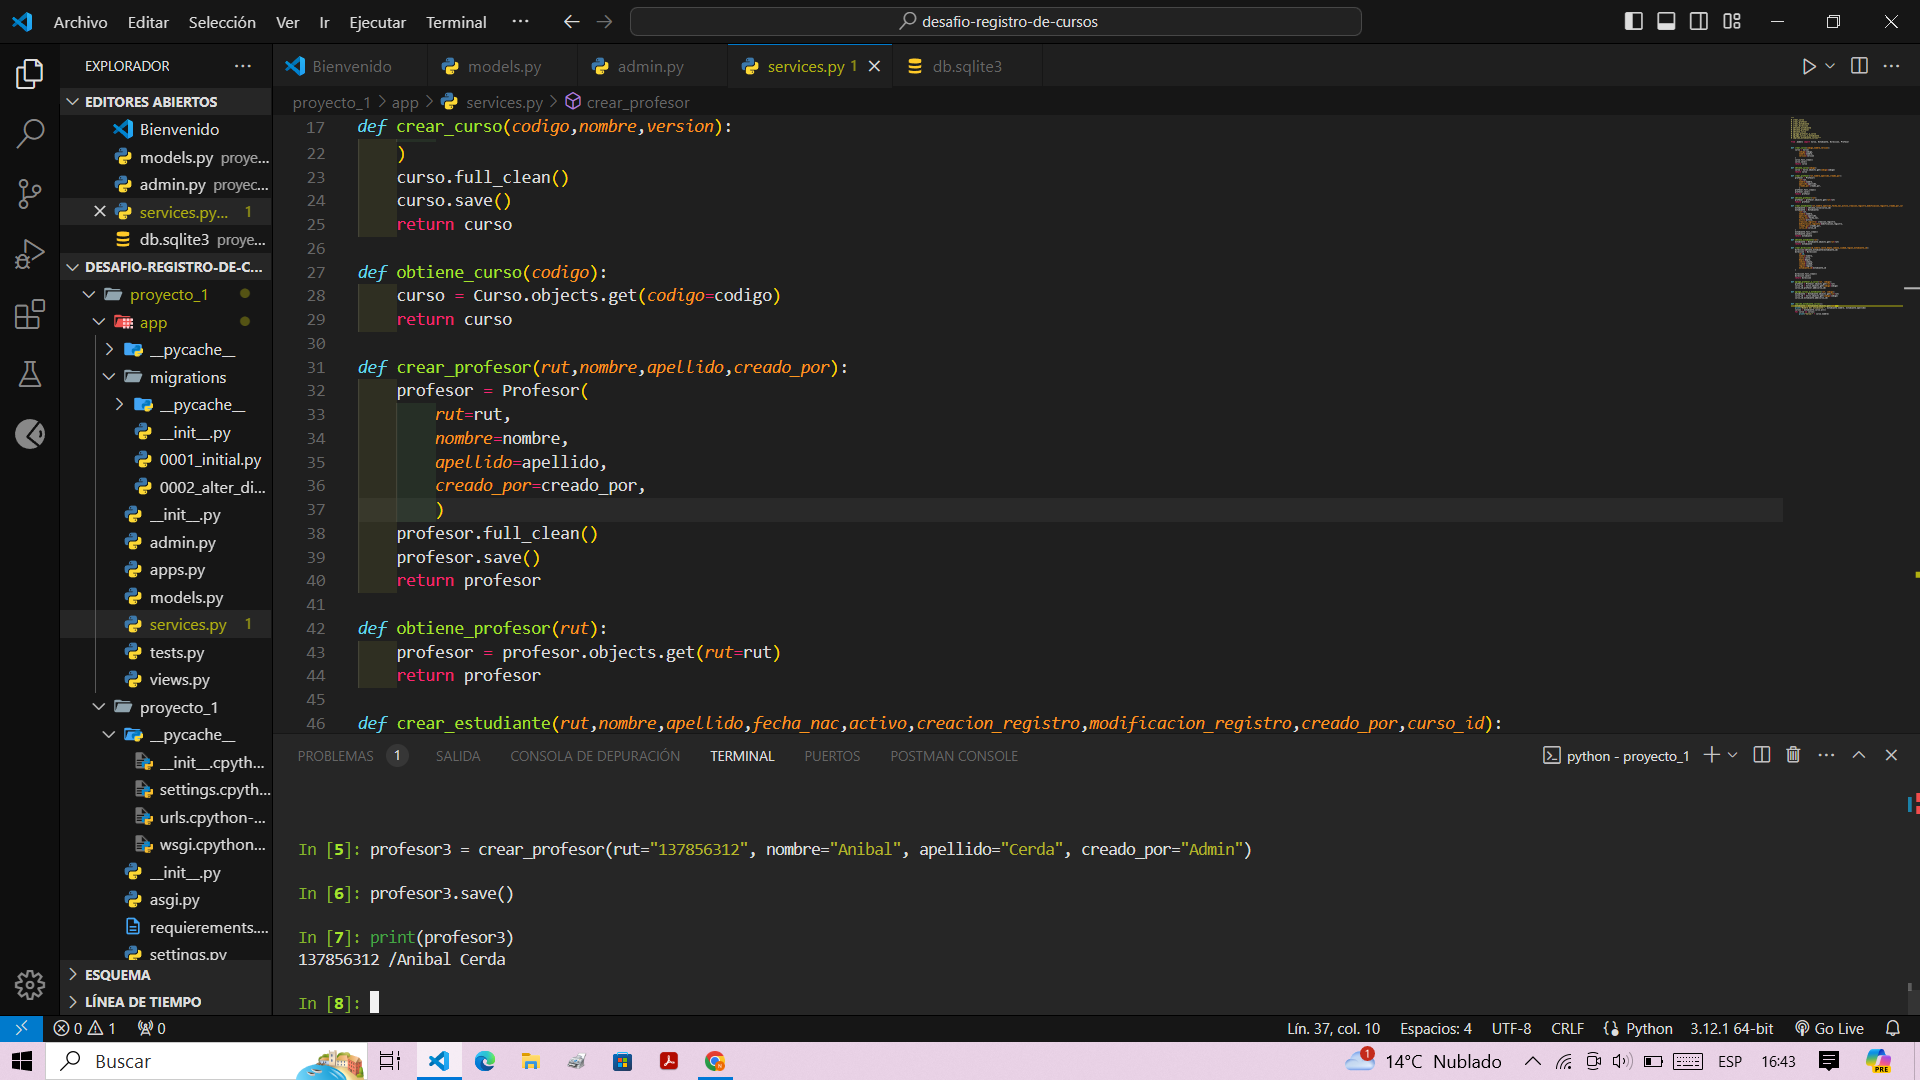 Archivo Editar Selección Ver Ir Ejecutar Terminal ··· desafio-registro-de-cursos
EXPLORADOR ···
EDITORES ABIERTOS
Bienvenido
models.py proye...
admin.py proyec...
services.py... 1
db.sqlite3 proye...
DESAFIO-REGISTRO-DE-C...
proyecto_1
app
__pycache__
migrations
__pycache__
__init__.py
0001_initial.py
0002_alter_di...
__init__.py
admin.py
apps.py
models.py
services.py 1
tests.py
views.py
proyecto_1
__pycache__
__init__.cpyth...
settings.cpyth...
urls.cpython-...
wsgi.cpython...
__init__.py
asgi.py
requierements....
settings.py
ESQUEMA
LÍNEA DE TIEMPO
Bienvenido models.py admin.py services.py 1 db.sqlite3
proyecto_1 > app > services.py > crear_profesor
17 def crear_curso(codigo,nombre,version):
22 )
23 curso.full_clean()
24 curso.save()
25 return curso
26
27 def obtiene_curso(codigo):
28 curso = Curso.objects.get(codigo=codigo)
29 return curso
30
31 def crear_profesor(rut,nombre,apellido,creado_por):
32 profesor = Profesor(
33 rut=rut,
34 nombre=nombre,
35 apellido=apellido,
36 creado_por=creado_por,
37 )
38 profesor.full_clean()
39 profesor.save()
40 return profesor
41
42 def obtiene_profesor(rut):
43 profesor = profesor.objects.get(rut=rut)
44 return profesor
45
46 def crear_estudiante(rut,nombre,apellido,fecha_nac,activo,creacion_registro,modificacion_registro,creado_por,curso_id):
PROBLEMAS 1 SALIDA CONSOLA DE DEPURACIÓN TERMINAL PUERTOS POSTMAN CONSOLE python - proyecto_1
In [5]: profesor3 = crear_profesor(rut="137856312", nombre="Anibal", apellido="Cerda", creado_por="Admin")
In [6]: profesor3.save()
In [7]: print(profesor3)
137856312 /Anibal Cerda
In [8]:
0 1 0 Lín. 37, col. 10 Espacios: 4 UTF-8 CRLF Python 3.12.1 64-bit Go Live
Buscar 1 14°C Nublado ESP 16:43 PRE